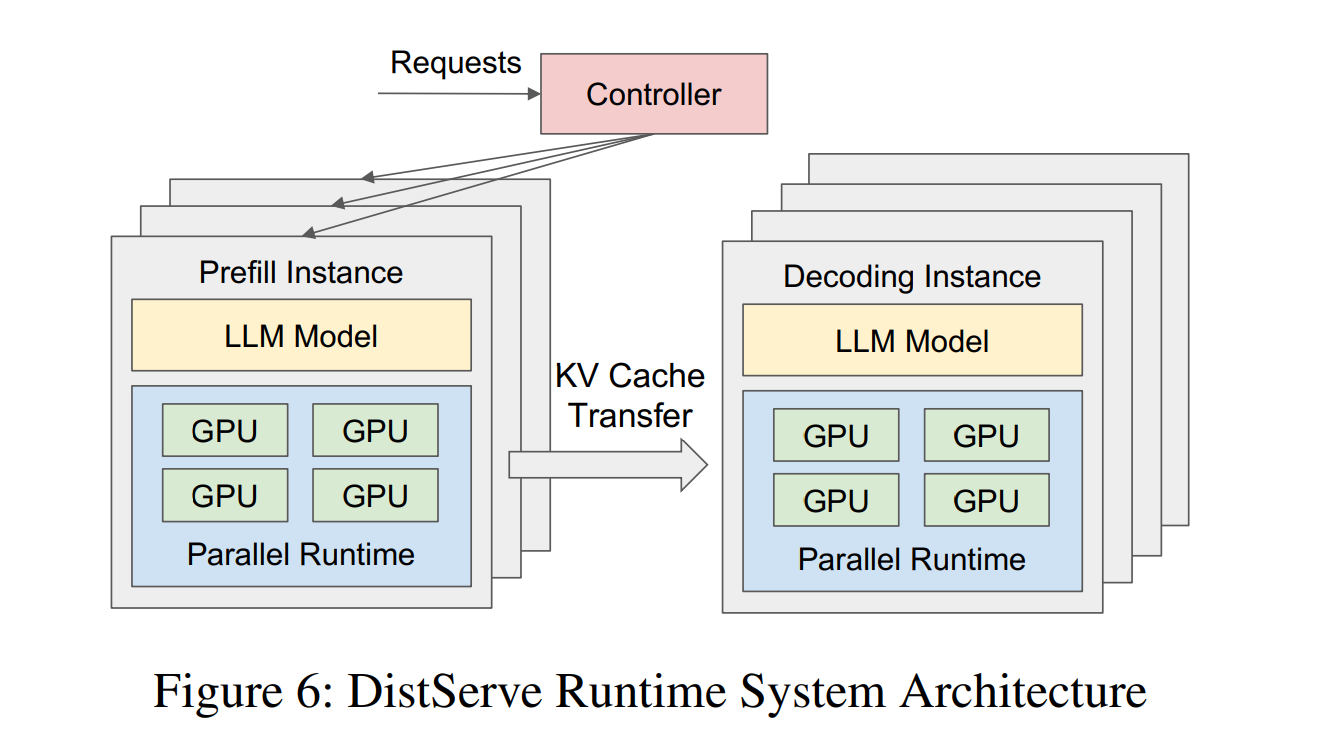 Requests
Controller
Prefill Instance
LLM Model
GPU GPU
GPU GPU
Parallel Runtime
KV Cache
Transfer
Decoding Instance
LLM Model
GPU GPU
GPU GPU
Parallel Runtime
Figure 6: DistServe Runtime System Architecture